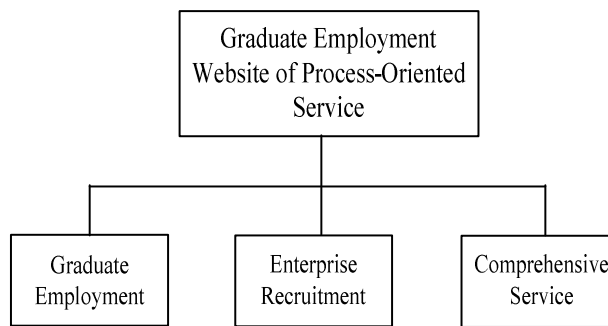 Graduate Employment
Website of Process-Oriented
Service
Graduate
Employment
Enterprise
Recruitment
Comprehensive
Service